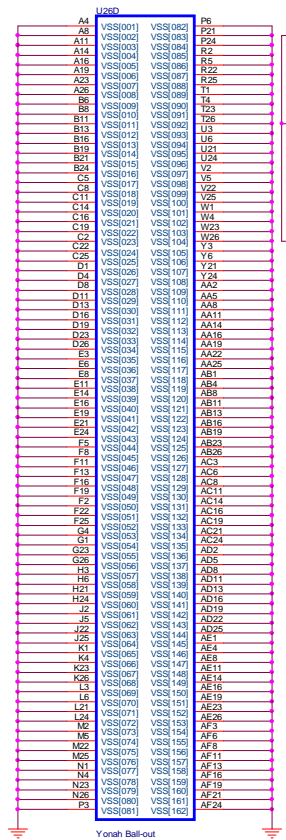 U26D
A4 VSS[001] VSS[082] P6
A8 VSS[002] VSS[083] P21
A11 VSS[003] VSS[084] P24
A14 VSS[004] VSS[085] R2
A16 VSS[005] VSS[086] R5
A19 VSS[006] VSS[087] R22
A23 VSS[007] VSS[088] R25
A26 VSS[008] VSS[089] T1
B6 VSS[009] VSS[090] T4
B8 VSS[010] VSS[091] T23
B11 VSS[011] VSS[092] T26
B13 VSS[012] VSS[093] U3
B16 VSS[013] VSS[094] U6
B19 VSS[014] VSS[095] U21
B21 VSS[015] VSS[096] U24
B24 VSS[016] VSS[097] V2
C5 VSS[017] VSS[098] V5
C8 VSS[018] VSS[099] V22
C11 VSS[019] VSS[100] V25
C14 VSS[020] VSS[101] W1
C16 VSS[021] VSS[102] W4
C19 VSS[022] VSS[103] W23
C2 VSS[023] VSS[104] W26
C22 VSS[024] VSS[105] Y3
C25 VSS[025] VSS[106] Y6
D1 VSS[026] VSS[107] Y21
D4 VSS[027] VSS[108] Y24
D8 VSS[028] VSS[109] AA2
D11 VSS[029] VSS[110] AA5
D13 VSS[030] VSS[111] AA8
D16 VSS[031] VSS[112] AA11
D19 VSS[032] VSS[113] AA14
D23 VSS[033] VSS[114] AA16
D26 VSS[034] VSS[115] AA19
E3 VSS[035] VSS[116] AA22
E6 VSS[036] VSS[117] AA25
E8 VSS[037] VSS[118] AB1
E11 VSS[038] VSS[119] AB4
E14 VSS[039] VSS[120] AB8
E16 VSS[040] VSS[121] AB11
E19 VSS[041] VSS[122] AB13
E21 VSS[042] VSS[123] AB16
E24 VSS[043] VSS[124] AB19
F5 VSS[044] VSS[125] AB23
F8 VSS[045] VSS[126] AB26
F11 VSS[046] VSS[127] AC3
F13 VSS[047] VSS[128] AC6
F16 VSS[048] VSS[129] AC8
F19 VSS[049] VSS[130] AC11
F2 VSS[050] VSS[131] AC14
F22 VSS[051] VSS[132] AC16
F25 VSS[052] VSS[133] AC19
G4 VSS[053] VSS[134] AC21
G1 VSS[054] VSS[135] AC24
G23 VSS[055] VSS[136] AD2
G26 VSS[056] VSS[137] AD5
H3 VSS[057] VSS[138] AD8
H6 VSS[058] VSS[139] AD11
H21 VSS[059] VSS[140] AD13
H24 VSS[060] VSS[141] AD16
J2 VSS[061] VSS[142] AD19
J5 VSS[062] VSS[143] AD22
J22 VSS[063] VSS[144] AD25
J25 VSS[064] VSS[145] AE1
K1 VSS[065] VSS[146] AE4
K4 VSS[066] VSS[147] AE8
K23 VSS[067] VSS[148] AE11
K26 VSS[068] VSS[149] AE14
L3 VSS[069] VSS[150] AE16
L6 VSS[070] VSS[151] AE19
L21 VSS[071] VSS[152] AE23
L24 VSS[072] VSS[153] AE26
M2 VSS[073] VSS[154] AF3
M5 VSS[074] VSS[155] AF6
M22 VSS[075] VSS[156] AF8
M25 VSS[076] VSS[157] AF11
N1 VSS[077] VSS[158] AF13
N4 VSS[078] VSS[159] AF16
N23 VSS[079] VSS[160] AF19
N26 VSS[080] VSS[161] AF21
P3 VSS[081] VSS[162] AF24
Yonah Ball-out